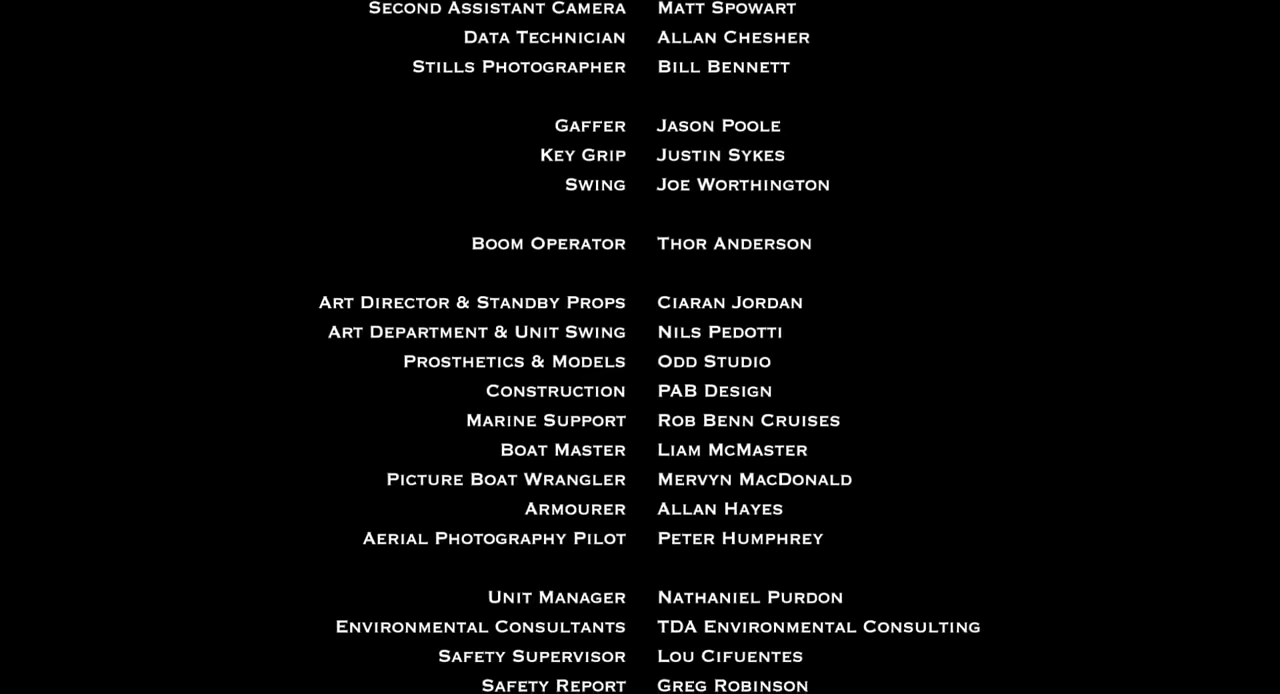 Second Assistant Camera Matt Spowart
Data Technician Allan Chesher
Stills Photographer Bill Bennett
Gaffer Jason Poole
Key Grip Justin Sykes
Swing Joe Worthington
Boom Operator Thor Anderson
Art Director & Standby Props Ciaran Jordan
Art Department & Unit Swing Nils Pedotti
Prosthetics & Models Odd Studio
Construction PAB Design
Marine Support Rob Benn Cruises
Boat Master Liam McMaster
Picture Boat Wrangler Mervyn MacDonald
Armourer Allan Hayes
Aerial Photography Pilot Peter Humphrey
Unit Manager Nathaniel Purdon
Environmental Consultants TDA Environmental Consulting
Safety Supervisor Lou Cifuentes
Safety Report Greg Robinson